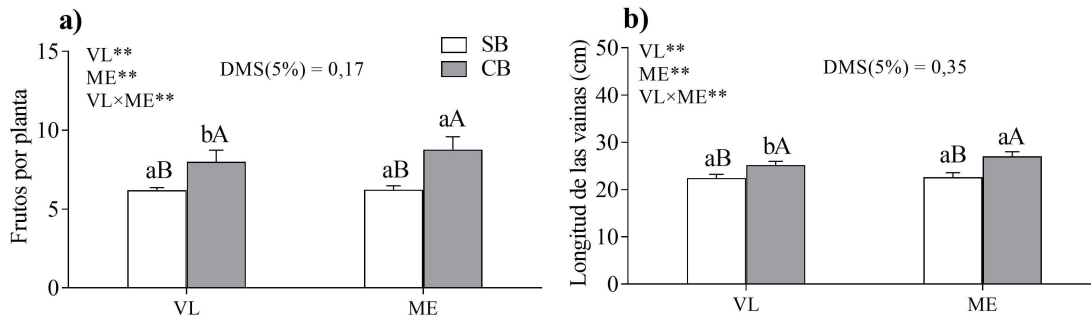 a)
Frutos por planta
15
10
5
0
VL**
ME**
VL×ME**
DMS(5%) = 0,17
SB
CB
aB
bA
aB
aA
VL
ME
b)
Longitud de las vainas (cm)
50
40
30
20
10
0
VL**
ME**
VL×ME**
DMS(5%) = 0,35
aB
bA
aB
aA
VL
ME